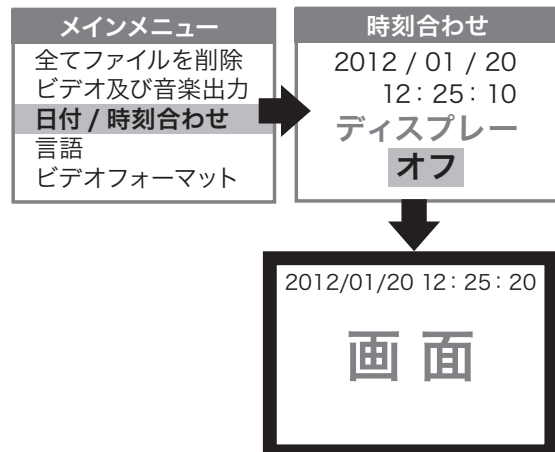 メインメニュー
全てファイルを削除
ビデオ及び音楽出力
日付 / 時刻合わせ
言語
ビデオフォーマット
時刻合わせ
2012 / 01 / 20
12：25：10
ディスプレー
オフ
2012/01/20 12：25：20
画 面